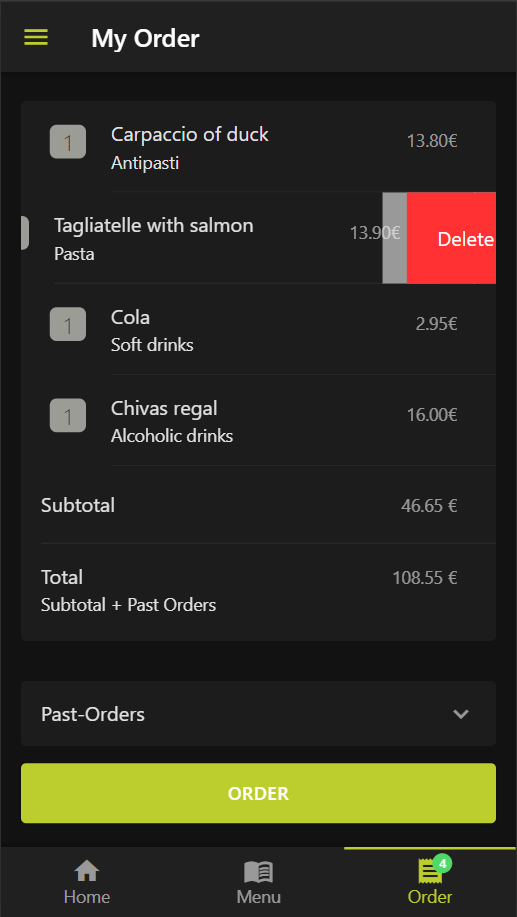 My Order
1 Carpaccio of duck 13.80€
Antipasti
Tagliatelle with salmon 13.90€ Delete
Pasta
1 Cola 2.95€
Soft drinks
1 Chivas regal 16.00€
Alcoholic drinks
Subtotal 46.65 €
Total 108.55 €
Subtotal + Past Orders
Past-Orders
ORDER
4
Home Menu Order